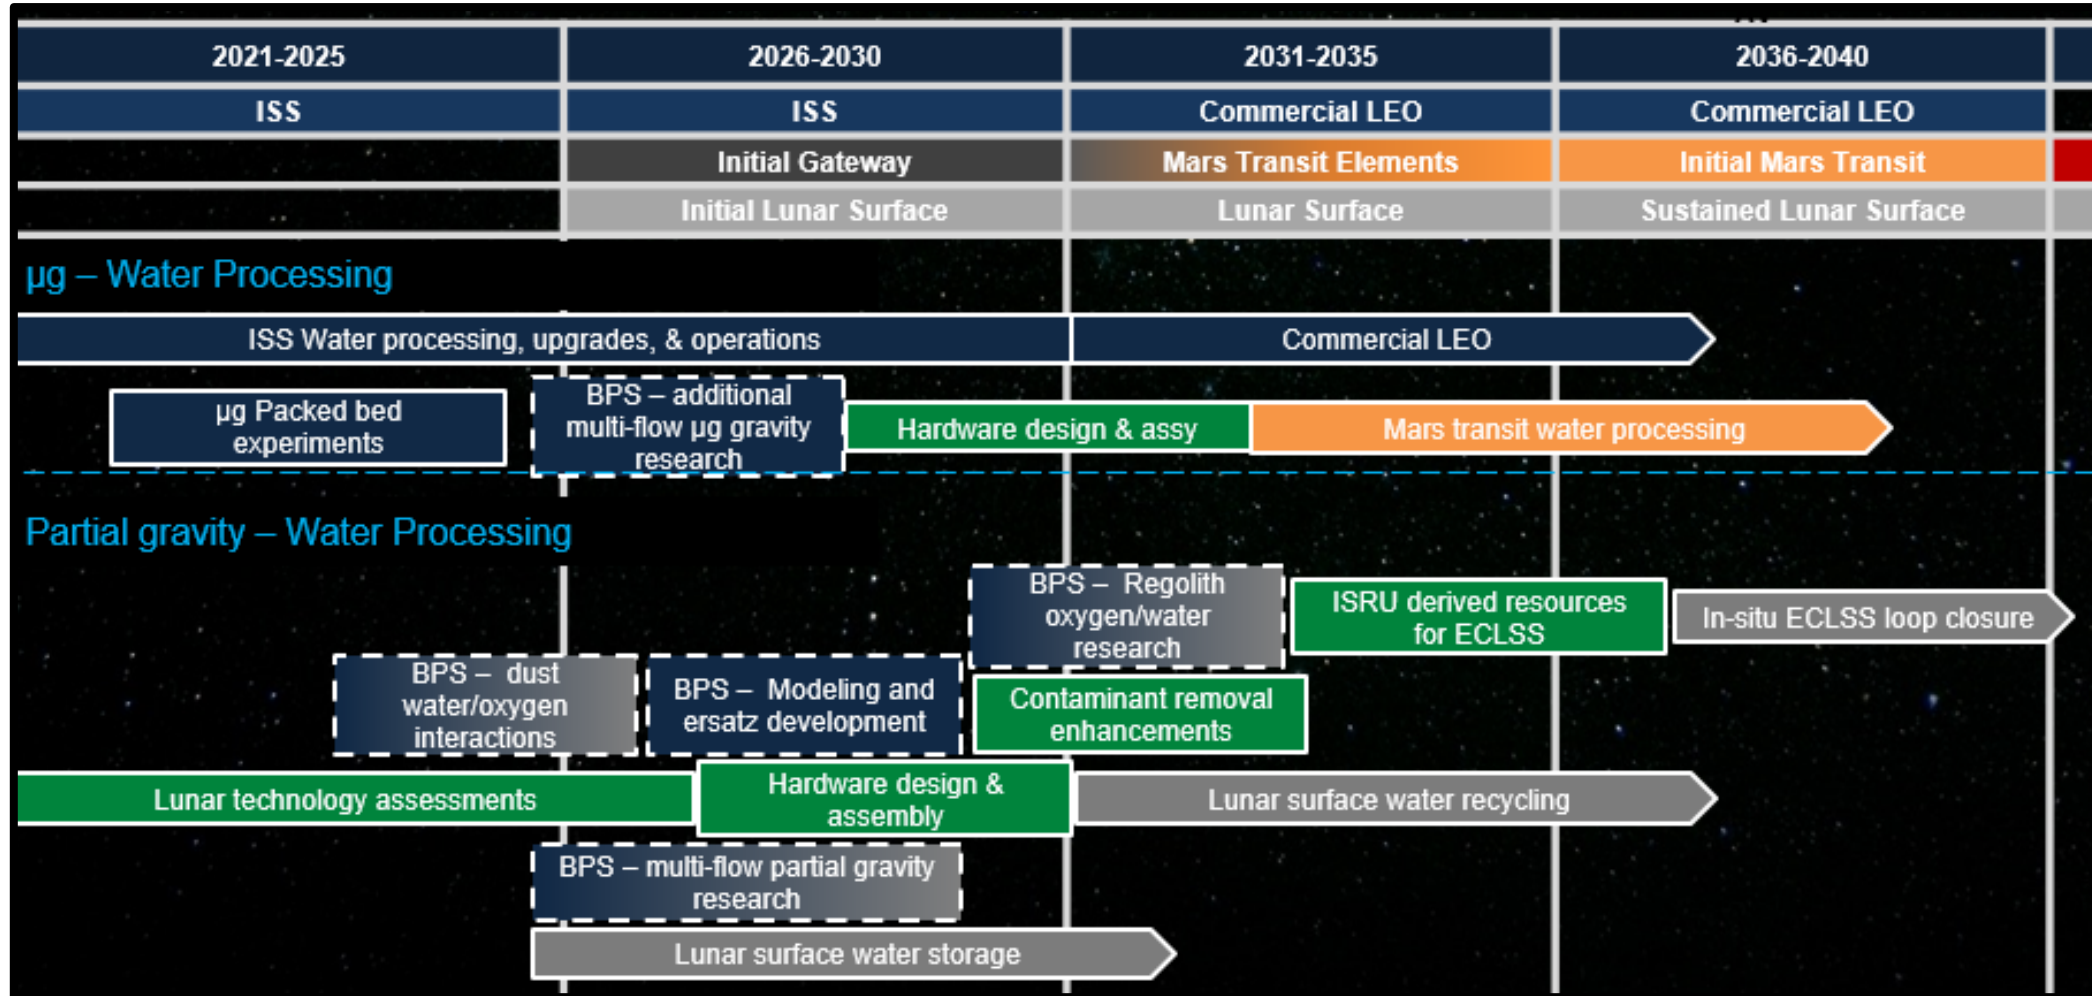 2021-2025
2026-2030
2031-2035
2036-2040
ISS
ISS
Commercial LEO
Commercial LEO
Initial Gateway
Mars Transit Elements
Initial Mars Transit
Initial Lunar Surface
Lunar Surface
Sustained Lunar Surface
µg – Water Processing
ISS Water processing, upgrades, & operations
Commercial LEO
µg Packed bed
experiments
BPS – additional
multi-flow µg gravity
research
Hardware design & assy
Mars transit water processing
Partial gravity – Water Processing
BPS – Regolith
oxygen/water
research
ISRU derived resources
for ECLSS
In-situ ECLSS loop closure
BPS – dust
water/oxygen
interactions
BPS – Modeling and
ersatz development
Contaminant removal
enhancements
Lunar technology assessments
Hardware design &
assembly
Lunar surface water recycling
BPS – multi-flow partial gravity
research
Lunar surface water storage